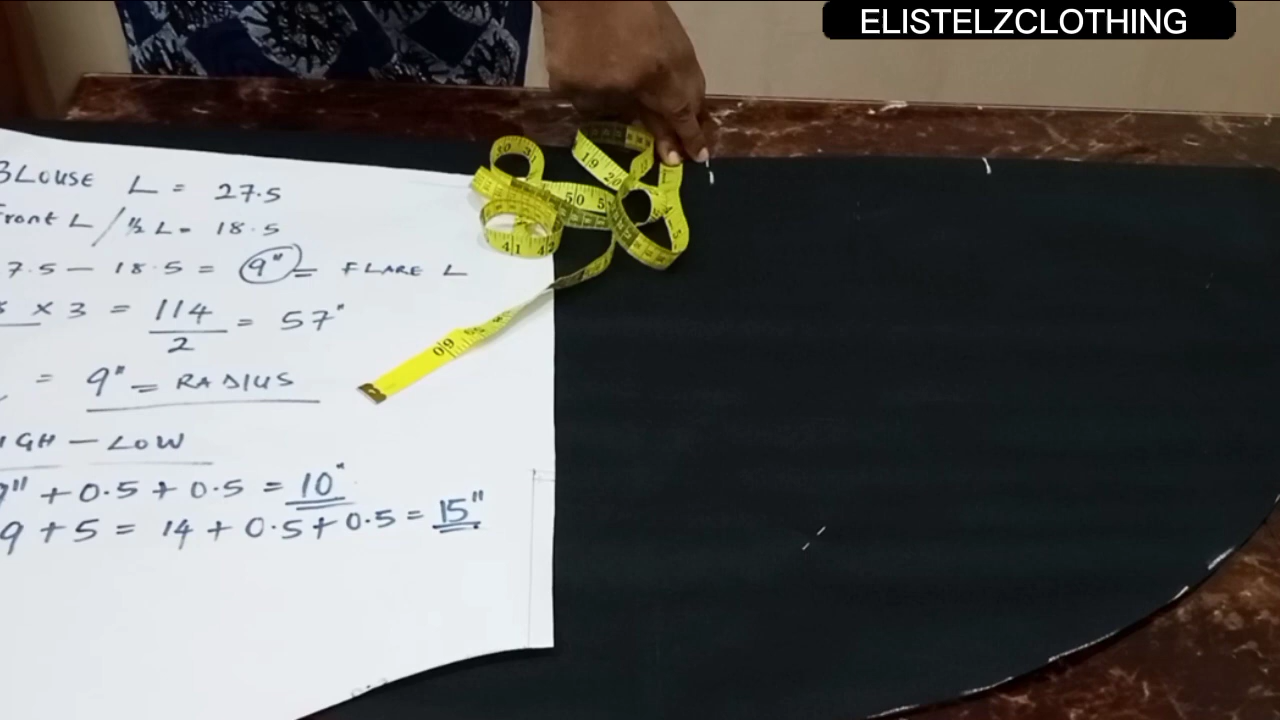 ELISTELZCLOTHING
BLOUSE L = 27.5
Front L / ½ L = 18.5
7.5 - 18.5 = 9" = FLARE L
× 3 = 114 / 2 = 57"
= 9" = RADIUS
IGH - LOW
9" + 0.5 + 0.5 = 10"
9 + 5 = 14 + 0.5 + 0.5 = 15"